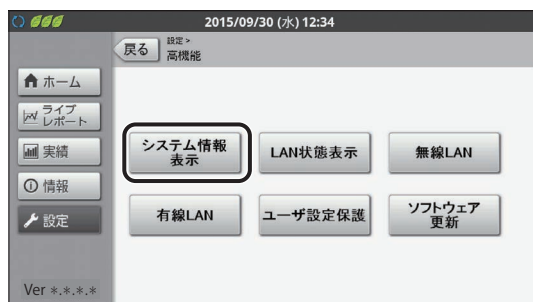 2015/09/30 (水) 12:34
戻る
設定 >
高機能
ホーム
ライブ
レポート
実績
情報
設定
システム情報
表示
LAN状態表示
無線LAN
有線LAN
ユーザ設定保護
ソフトウェア
更新
Ver *.*.*.*